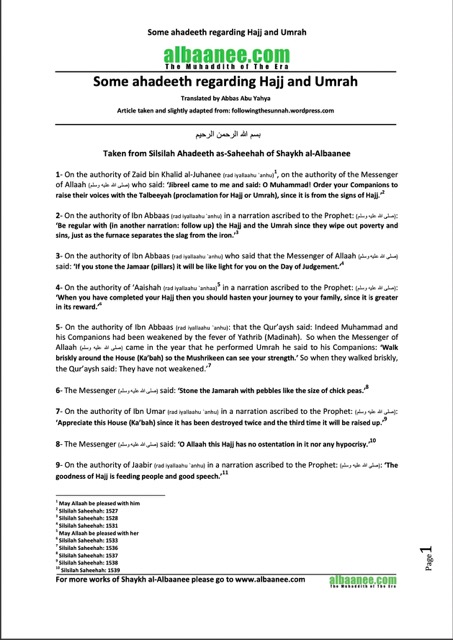 Some ahadeeth regarding Hajj and Umrah
albaanee.com
The Muhaddith of The Era
Some ahadeeth regarding Hajj and Umrah
Translated by Abbas Abu Yahya
Article taken and slightly adapted from: followingthesunnah.wordpress.com
بسم الله الرحمن الرحيم
Taken from Silsilah Ahadeeth as-Saheehah of Shaykh al-Albaanee
1- On the authority of Zaid bin Khalid al-Juhanee (rad iyallaahu `anhu)1, on the authority of the Messenger
of Allaah (صلى الله عليه وسلم) who said: 'Jibreel came to me and said: O Muhammad! Order your Companions to
raise their voices with the Talbeeyah (proclamation for Hajj or Umrah), since it is from the signs of Hajj.'2
2- On the authority of Ibn Abbaas (rad iyallaahu `anhu) in a narration ascribed to the Prophet: (صلى الله عليه وسلم):
'Be regular with (in another narration: follow up) the Hajj and the Umrah since they wipe out poverty and
sins, just as the furnace separates the slag from the iron.'3
3- On the authority of Ibn Abbaas (rad iyallaahu `anhu) who said that the Messenger of Allaah (صلى الله عليه وسلم)
said: 'If you stone the Jamaar (pillars) it will be like light for you on the Day of Judgement.'4
4- On the authority of 'Aaishah (rad iyallaahu `anhaa)5 in a narration ascribed to the Prophet: (صلى الله عليه وسلم):
'When you have completed your Hajj then you should hasten your journey to your family, since it is greater
in its reward.'6
5- On the authority of Ibn Abbaas (rad iyallaahu `anhu): that the Qur'aysh said: Indeed Muhammad and
his Companions had been weakened by the fever of Yathrib (Madinah). So when the Messenger of
Allaah (صلى الله عليه وسلم) came in the year that he performed Umrah he said to his Companions: 'Walk
briskly around the House (Ka'bah) so the Mushrikeen can see your strength.' So when they walked briskly,
the Qur'aysh said: They have not weakened.'7
6- The Messenger (صلى الله عليه وسلم) said: 'Stone the Jamarah with pebbles like the size of chick peas.'8
7- On the authority of Ibn Umar (rad iyallaahu `anhu) in a narration ascribed to the Prophet: (صلى الله عليه وسلم):
'Appreciate this House (Ka'bah) since it has been destroyed twice and the third time it will be raised up.'9
8- The Messenger (صلى الله عليه وسلم) said: 'O Allaah this Hajj has no ostentation in it nor any hypocrisy.'10
9- On the authority of Jaabir (rad iyallaahu `anhu) in a narration ascribed to the Prophet: (صلى الله عليه وسلم): 'The
goodness of Hajj is feeding people and good speech.'11
1 May Allaah be pleased with him
2 Silsilah Saheehah: 1527
3 Silsilah Saheehah: 1528
4 Silsilah Saheehah: 1531
5 May Allaah be pleased with her
6 Silsilah Saheehah: 1533
7 Silsilah Saheehah: 1536
8 Silsilah Saheehah: 1537
9 Silsilah Saheehah: 1538
10 Silsilah Saheehah: 1539
For more works of Shaykh al-Albaanee please go to www.albaanee.com
albaanee.com
The Muhaddith of The Era
Page1